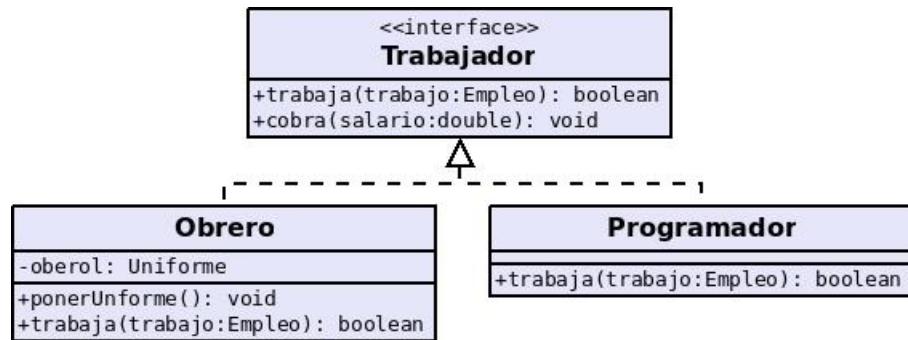 <<interface>>
Trabajador
+trabaja(trabajo:Empleo): boolean
+cobra(salario:double): void
Obrero
-oberol: Uniforme
+ponerUnforme(): void
+trabaja(trabajo:Empleo): boolean
Programador
+trabaja(trabajo:Empleo): boolean